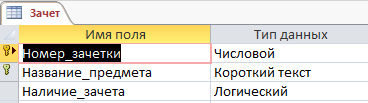 Зачет
Имя поля Тип данных
Номер_зачетки Числовой
Название_предмета Короткий текст
Наличие_зачета Логический